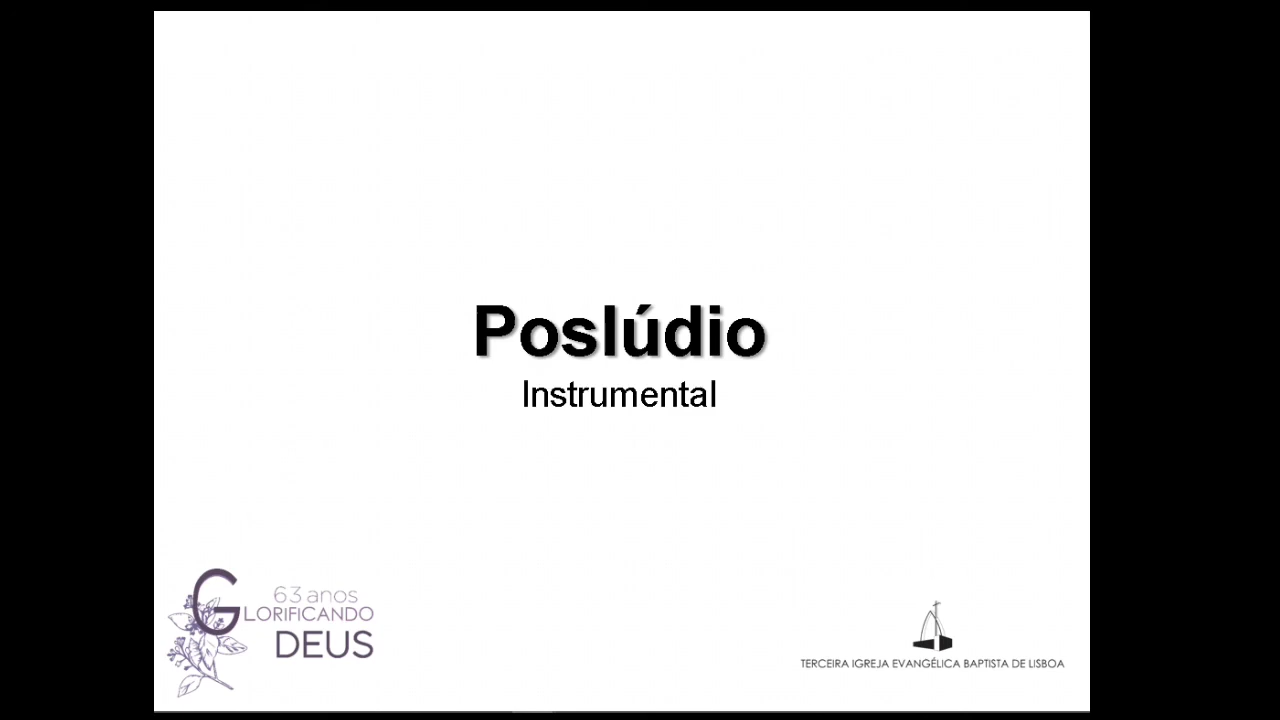 Poslúdio
Instrumental
63 anos
GLORIFICANDO
DEUS
TERCEIRA IGREJA EVANGÉLICA BAPTISTA DE LISBOA